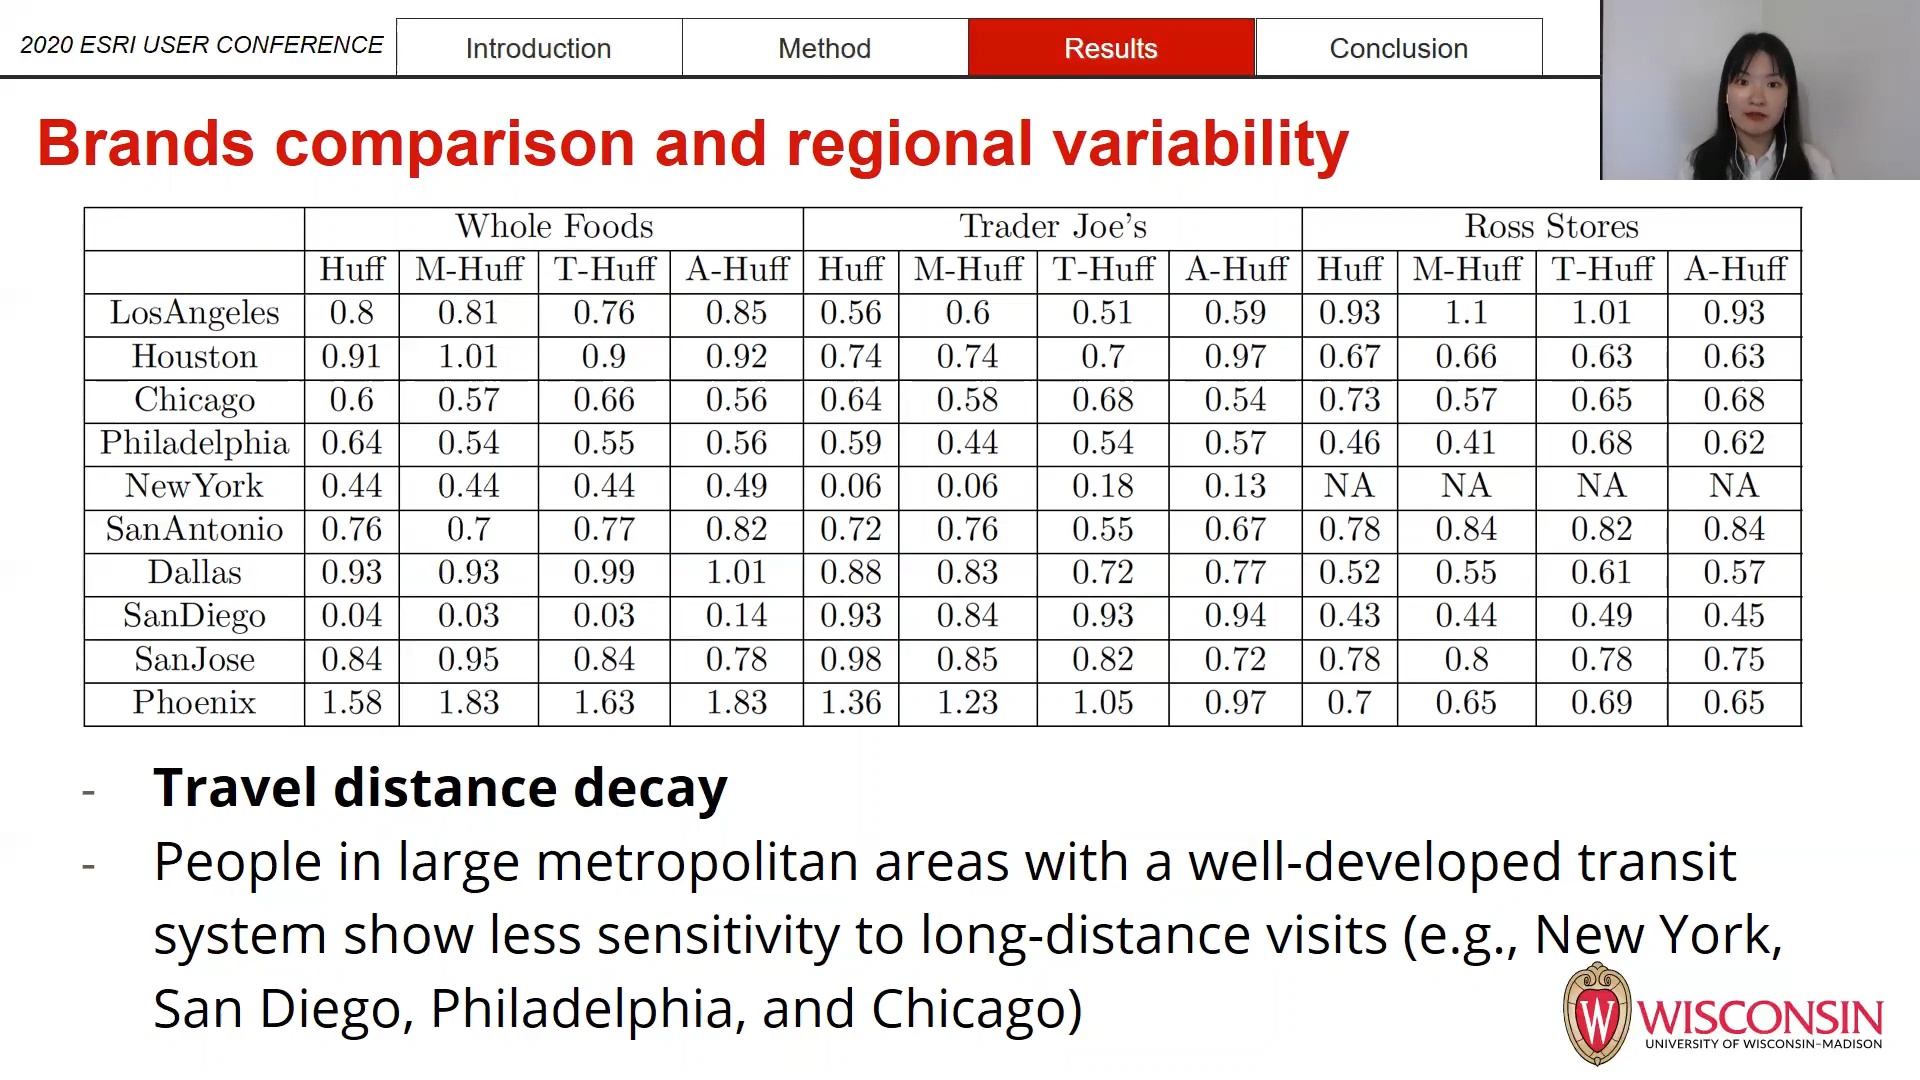 2020 ESRI USER CONFERENCE Introduction Method Results Conclusion
Brands comparison and regional variability
Whole Foods Trader Joe's Ross Stores
Huff M-Huff T-Huff A-Huff Huff M-Huff T-Huff A-Huff Huff M-Huff T-Huff A-Huff
LosAngeles 0.8 0.81 0.76 0.85 0.56 0.6 0.51 0.59 0.93 1.1 1.01 0.93
Houston 0.91 1.01 0.9 0.92 0.74 0.74 0.7 0.97 0.67 0.66 0.63 0.63
Chicago 0.6 0.57 0.66 0.56 0.64 0.58 0.68 0.54 0.73 0.57 0.65 0.68
Philadelphia 0.64 0.54 0.55 0.56 0.59 0.44 0.54 0.57 0.46 0.41 0.68 0.62
NewYork 0.44 0.44 0.44 0.49 0.06 0.06 0.18 0.13 NA NA NA NA
SanAntonio 0.76 0.7 0.77 0.82 0.72 0.76 0.55 0.67 0.78 0.84 0.82 0.84
Dallas 0.93 0.93 0.99 1.01 0.88 0.83 0.72 0.77 0.52 0.55 0.61 0.57
SanDiego 0.04 0.03 0.03 0.14 0.93 0.84 0.93 0.94 0.43 0.44 0.49 0.45
SanJose 0.84 0.95 0.84 0.78 0.98 0.85 0.82 0.72 0.78 0.8 0.78 0.75
Phoenix 1.58 1.83 1.63 1.83 1.36 1.23 1.05 0.97 0.7 0.65 0.69 0.65
- Travel distance decay
- People in large metropolitan areas with a well-developed transit
system show less sensitivity to long-distance visits (e.g., New York,
San Diego, Philadelphia, and Chicago)
W WISCONSIN
UNIVERSITY OF WISCONSIN–MADISON